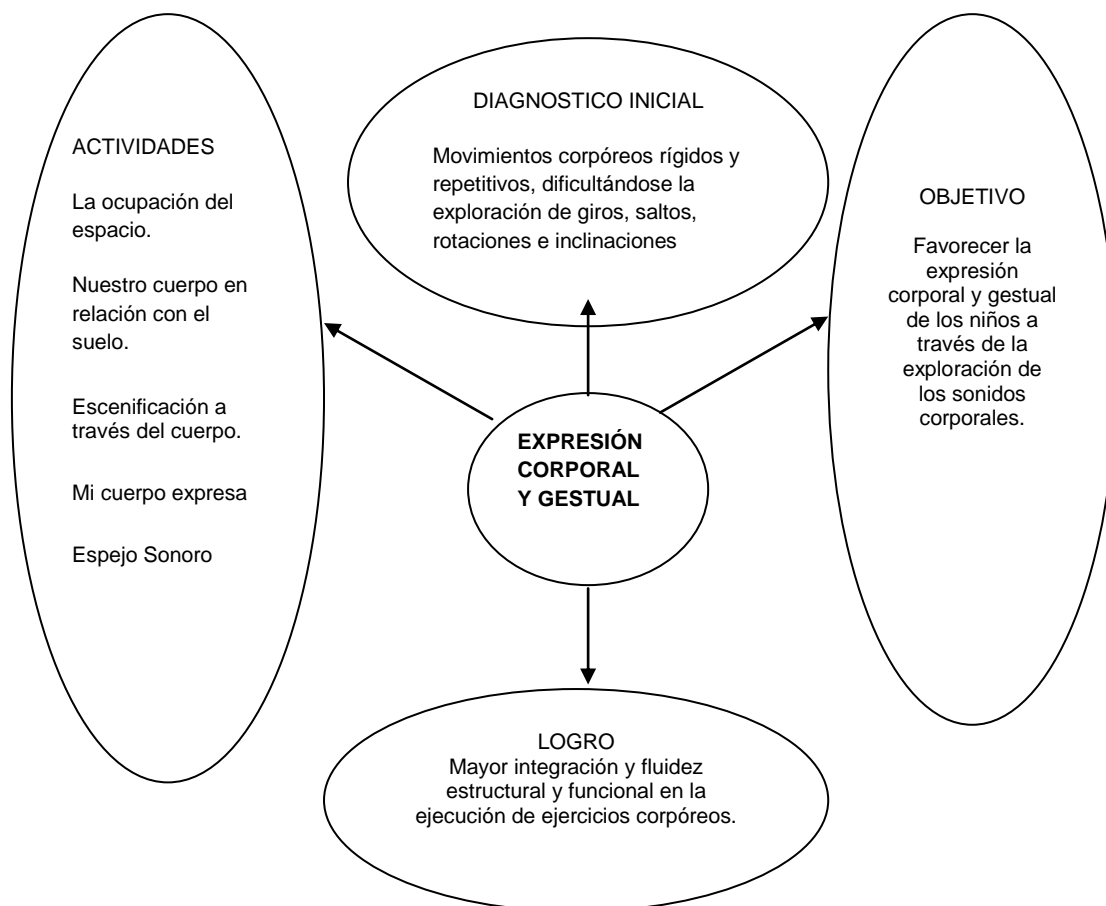 DIAGNOSTICO INICIAL
Movimientos corpóreos rígidos y
repetitivos, dificultándose la
exploración de giros, saltos,
rotaciones e inclinaciones
ACTIVIDADES
La ocupación del
espacio.
Nuestro cuerpo en
relación con el
suelo.
Escenificación a
través del cuerpo.
Mi cuerpo expresa
Espejo Sonoro
OBJETIVO
Favorecer la
expresión
corporal y gestual
de los niños a
través de la
exploración de
los sonidos
corporales.
EXPRESIÓN
CORPORAL
Y GESTUAL
LOGRO
Mayor integración y fluidez
estructural y funcional en la
ejecución de ejercicios corpóreos.